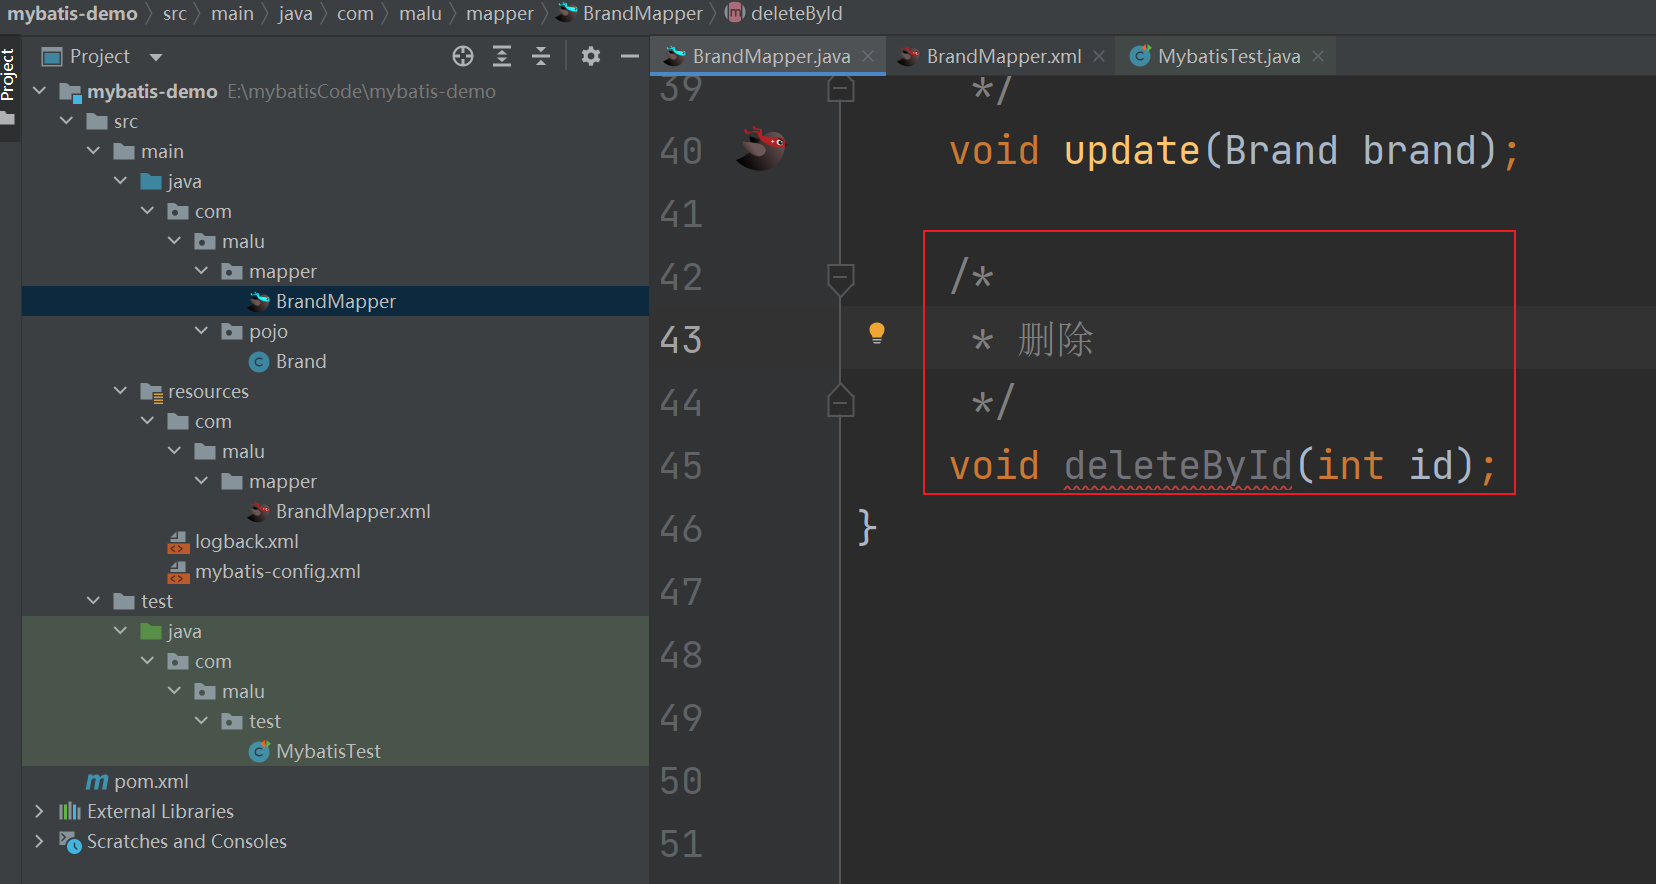 mybatis-demo src main java com malu mapper BrandMapper deleteById
Project
Project
BrandMapper.java BrandMapper.xml MybatisTest.java
mybatis-demo E:\mybatisCode\mybatis-demo
src
main
java
com
malu
mapper
BrandMapper
pojo
Brand
resources
com
malu
mapper
BrandMapper.xml
logback.xml
mybatis-config.xml
test
java
com
malu
test
MybatisTest
pom.xml
External Libraries
Scratches and Consoles
39 */
40 void update(Brand brand);
41
42 /*
43 * 删除
44 */
45 void deleteById(int id);
46 }
47
48
49
50
51